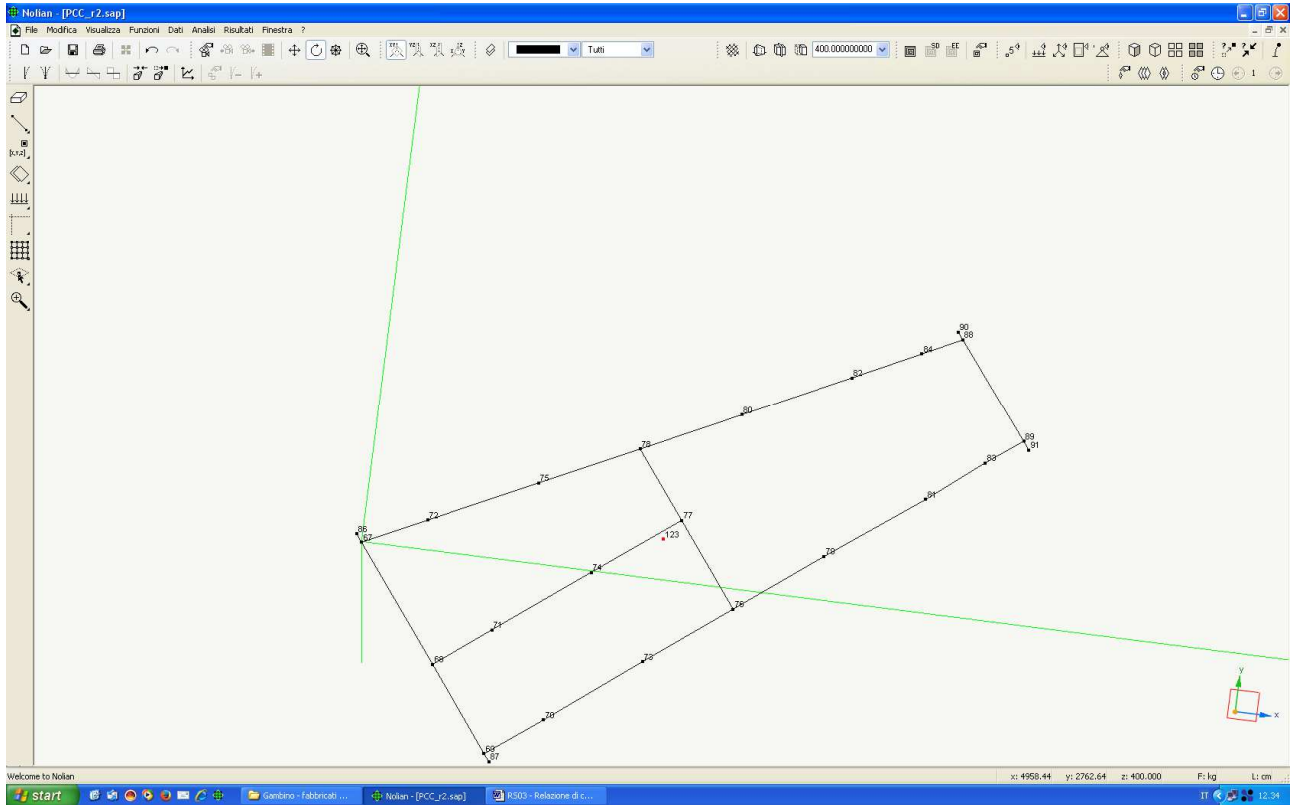 Nolian - [PCC_r2.sap]
File Modifica Visualizza Funzioni Dati Analisi Risultati Finestra ?
Tutti
400.000000000
1
90
88
84
82
80
89
91
78
83
75
81
77
72
86
123
67
79
74
76
71
73
68
70
69
87
y
x
Welcome to Nolian
x: 4958.44 y: 2762.64 z: 400.000 F: kg L: cm
start
Gambino - fabbricati ...
Nolian - [PCC_r2.sap]
RS03 - Relazione di c...
IT
12.34